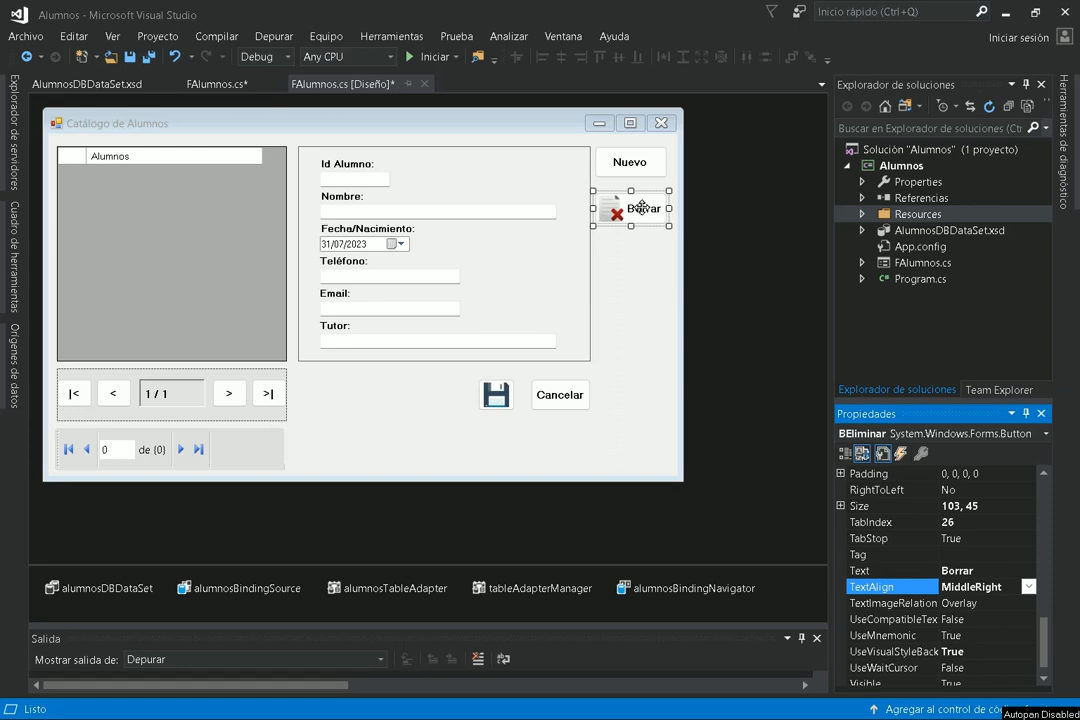 Alumnos - Microsoft Visual Studio
Inicio rápido (Ctrl+Q)
Archivo Editar Ver Proyecto Compilar Depurar Equipo Herramientas Prueba Analizar Ventana Ayuda
Iniciar sesión
Debug Any CPU Iniciar
AlumnosDBDataSet.xsd FAlumnos.cs* FAlumnos.cs [Diseño]*
Explorador de servidores
Cuadro de herramientas
Orígenes de datos
Catálogo de Alumnos
Alumnos
Id Alumno:
Nombre:
Fecha/Nacimiento:
31/07/2023
Teléfono:
Email:
Tutor:
Nuevo
Borrar
|< < 1 / 1 > >|
Cancelar
0 de {0}
alumnosDBDataSet alumnosBindingSource alumnosTableAdapter tableAdapterManager alumnosBindingNavigator
Salida
Mostrar salida de: Depurar
Explorador de soluciones
Buscar en Explorador de soluciones (Ctr
Solución "Alumnos" (1 proyecto)
Alumnos
Properties
Referencias
Resources
AlumnosDBDataSet.xsd
App.config
FAlumnos.cs
Program.cs
Explorador de soluciones Team Explorer
Herramientas de diagnóstico
Propiedades
BEliminar System.Windows.Forms.Button
Padding 0, 0, 0, 0
RightToLeft No
Size 103, 45
TabIndex 26
TabStop True
Tag
Text Borrar
TextAlign MiddleRight
TextImageRelation Overlay
UseCompatibleTex False
UseMnemonic True
UseVisualStyleBack True
UseWaitCursor False
Visible True
Listo
Agregar al control de có
Autopan Disabled